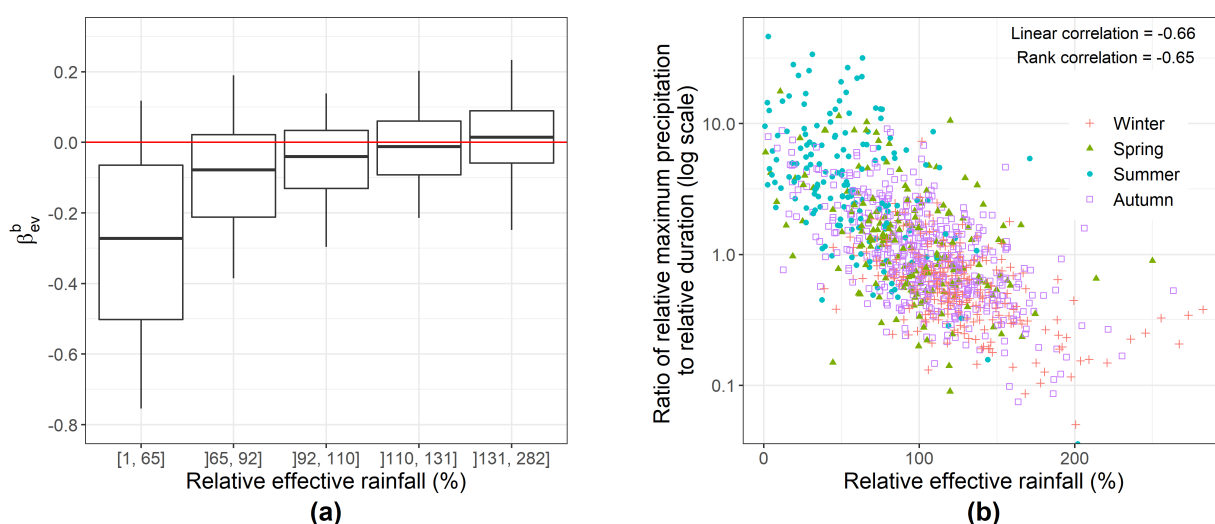 β^b_ev
0.2
0.0
-0.2
-0.4
-0.6
-0.8
]1, 65]
]65, 92]
]92, 110]
]110, 131]
]131, 282]
Relative effective rainfall (%)
(a)
Ratio of relative maximum precipitation
to relative duration (log scale)
10.0
1.0
0.1
Linear correlation = -0.66
Rank correlation = -0.65
Winter
Spring
Summer
Autumn
0
100
200
Relative effective rainfall (%)
(b)